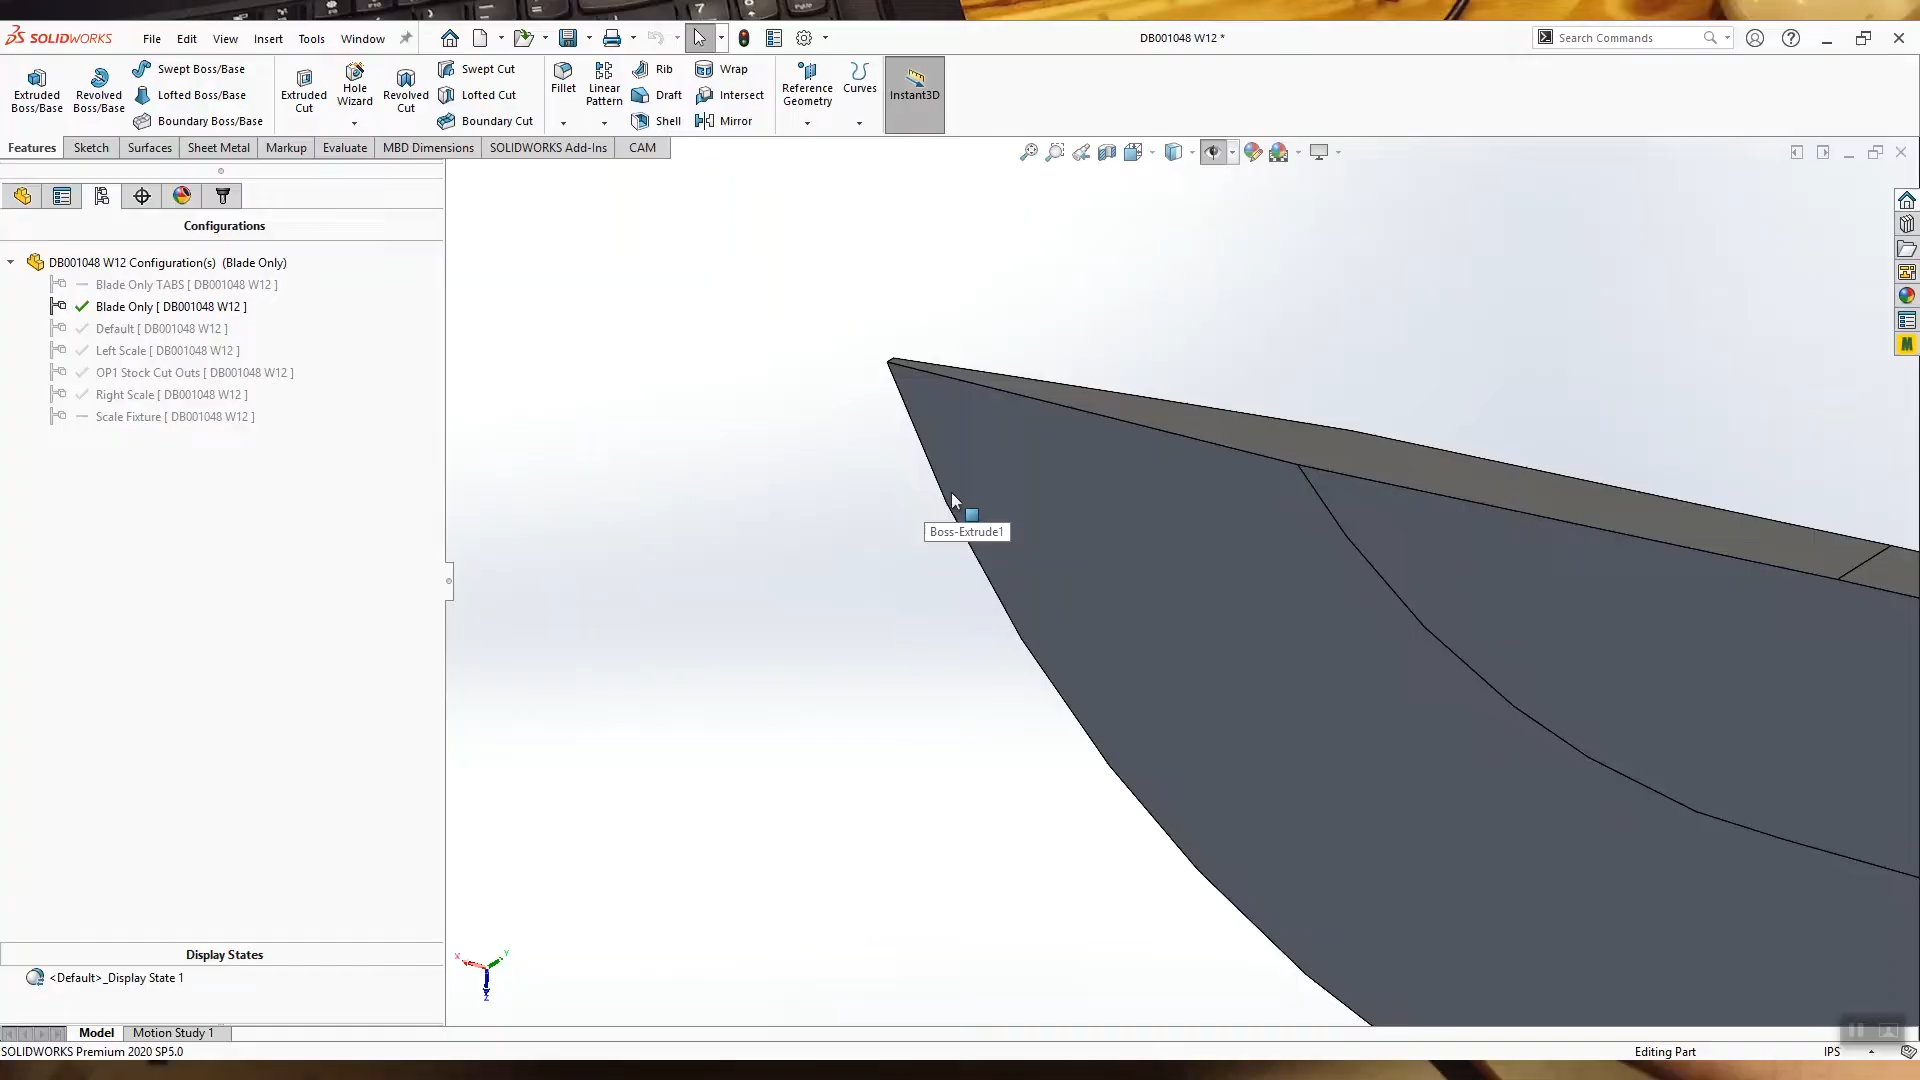 SOLIDWORKS File Edit View Insert Tools Window DB001048 W12 * Search Commands
Extruded Boss/Base
Revolved Boss/Base
Swept Boss/Base
Lofted Boss/Base
Boundary Boss/Base
Extruded Cut
Hole Wizard
Revolved Cut
Swept Cut
Lofted Cut
Boundary Cut
Fillet
Linear Pattern
Rib
Draft
Shell
Wrap
Intersect
Mirror
Reference Geometry
Curves
Instant3D
Features Sketch Surfaces Sheet Metal Markup Evaluate MBD Dimensions SOLIDWORKS Add-Ins CAM
Configurations
DB001048 W12 Configuration(s) (Blade Only)
Blade Only TABS [ DB001048 W12 ]
Blade Only [ DB001048 W12 ]
Default [ DB001048 W12 ]
Left Scale [ DB001048 W12 ]
OP1 Stock Cut Outs [ DB001048 W12 ]
Right Scale [ DB001048 W12 ]
Scale Fixture [ DB001048 W12 ]
Boss-Extrude1
X Y Z
Display States
<Default>_Display State 1
Model Motion Study 1
SOLIDWORKS Premium 2020 SP5.0 Editing Part IPS